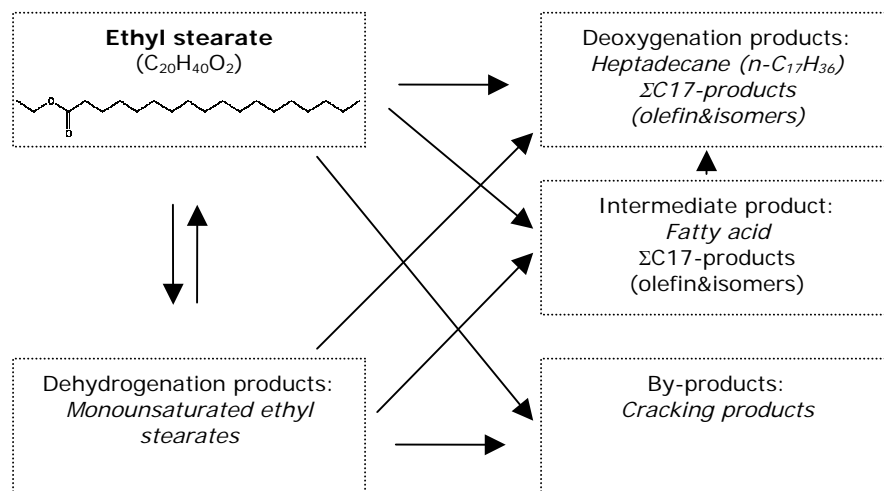 Ethyl stearate
(C₂₀H₄₀O₂)
O
O
Deoxygenation products:
Heptadecane (n-C₁₇H₃₆)
ΣC17-products
(olefin&isomers)
Intermediate product:
Fatty acid
ΣC17-products
(olefin&isomers)
Dehydrogenation products:
Monounsaturated ethyl
stearates
By-products:
Cracking products